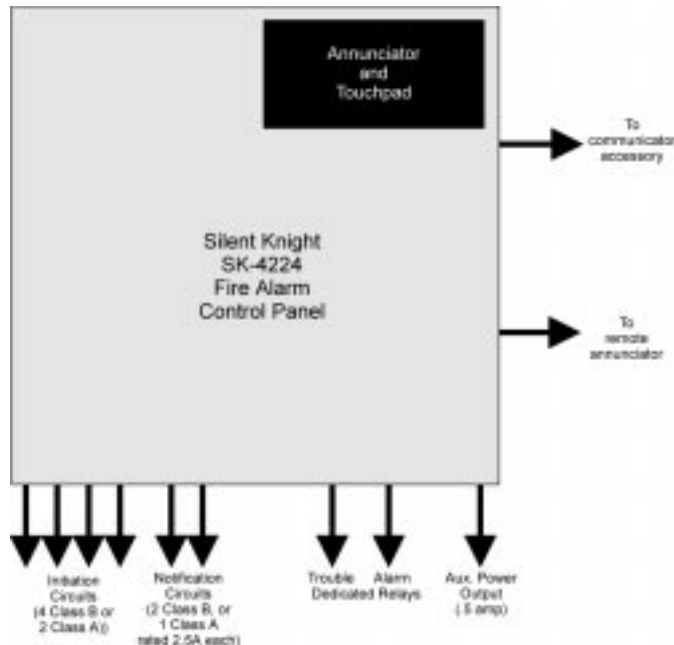 Annunciator
and
Touchpad
To
communicator
accessory
Silent Knight
SK-4224
Fire Alarm
Control Panel
To
remote
annunciator
Initiation
Circuits
(4 Class B or
2 Class A))
Notification
Circuits
(2 Class B, or
1 Class A
rated 2.5A each)
Trouble Alarm
Dedicated Relays
Aux. Power
Output
(.5 amp)